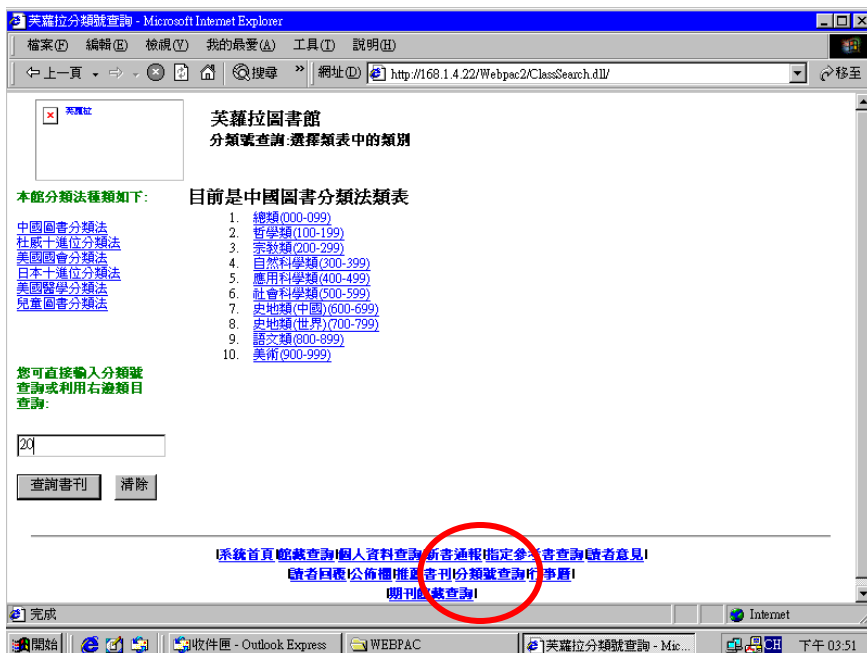 芙蘿拉分類號查詢 - Microsoft Internet Explorer
檔案(F) 編輯(E) 檢視(V) 我的最愛(A) 工具(T) 說明(H)
上一頁 搜尋 » 網址(D) http://168.1.4.22/Webpac2/ClassSearch.dll/ 移至
芙蘿拉
芙蘿拉圖書館
分類號查詢:選擇類表中的類別
本館分類法種類如下:
中國圖書分類法
杜威十進位分類法
美國國會分類法
日本十進位分類法
美國醫學分類法
兒童圖書分類法
目前是中國圖書分類法類表
1. 總類(000-099)
2. 哲學類(100-199)
3. 宗教類(200-299)
4. 自然科學類(300-399)
5. 應用科學類(400-499)
6. 社會科學類(500-599)
7. 史地類(中國)(600-699)
8. 史地類(世界)(700-799)
9. 語文類(800-899)
10. 美術(900-999)
您可直接輸入分類號
查詢或利用右邊類目
查詢:
20
查詢書刊 清除
|系統首頁|館藏查詢|個人資料查詢|新書通報|指定參考書查詢|讀者意見|
|讀者回覆|公佈欄|推薦書刊|分類號查詢|行事曆|
|期刊館藏查詢|
完成 Internet
開始 收件匣 - Outlook Express WEBPAC 芙蘿拉分類號查詢 - Mic... CH 下午 03:51